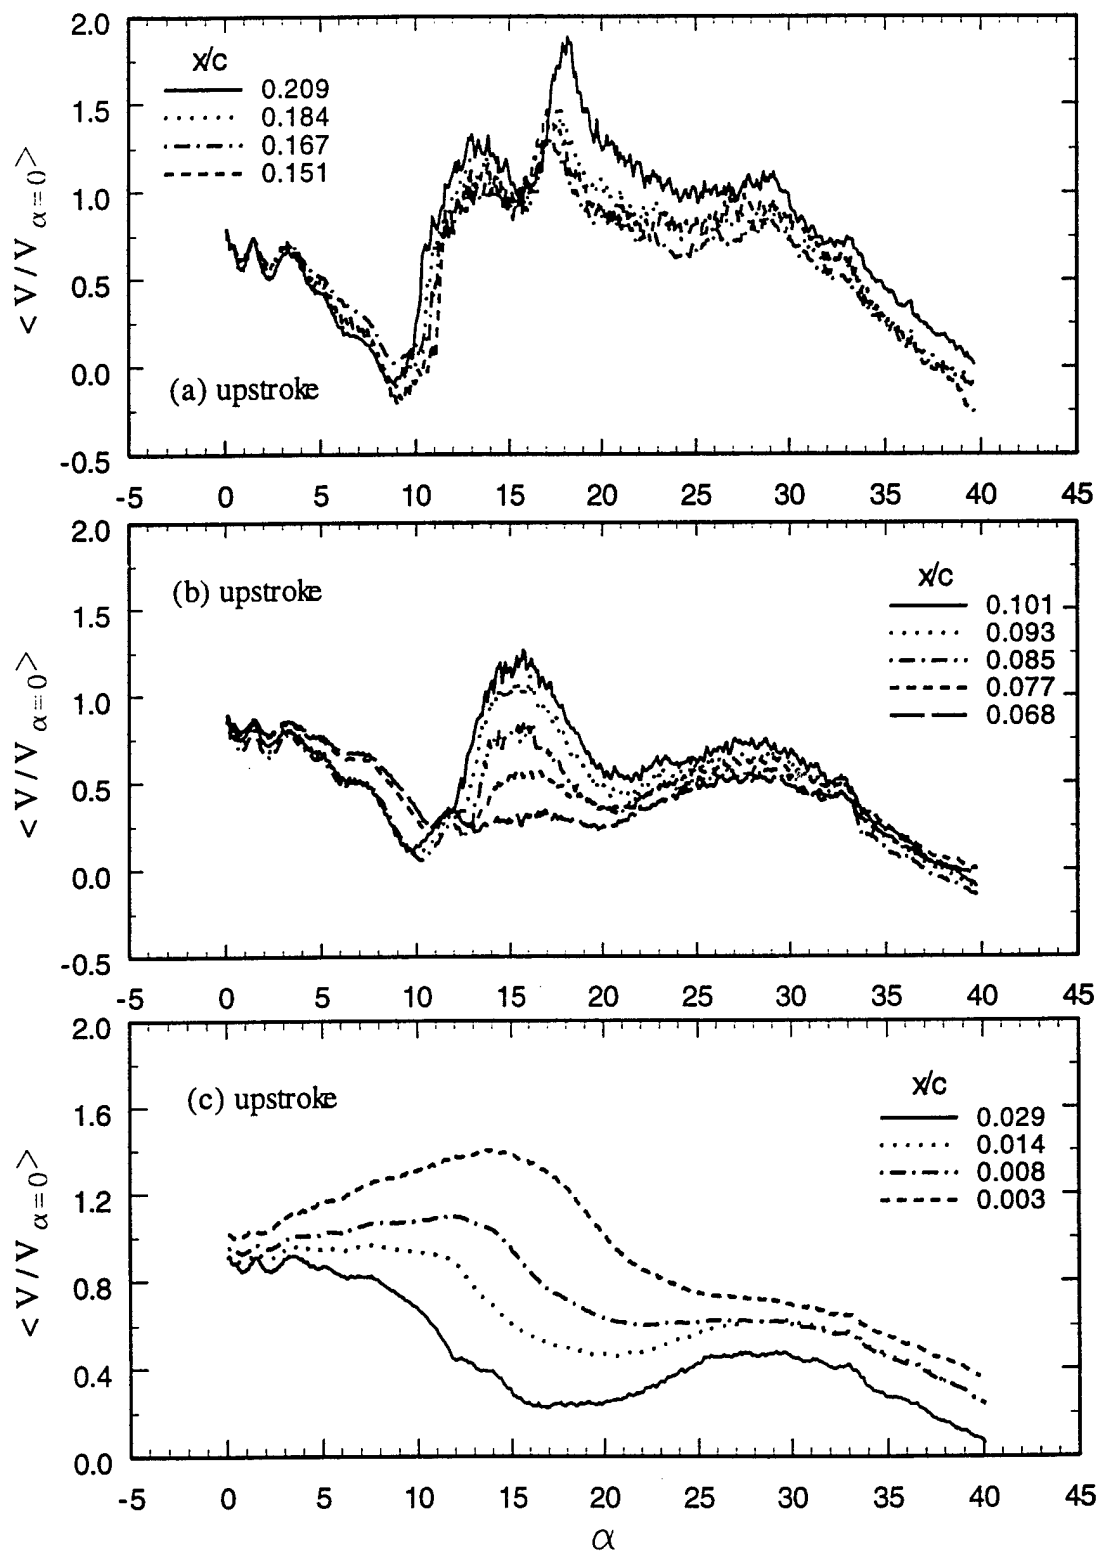 < V / V α=0 >
2.0
1.5
1.0
0.5
0.0
-0.5
x/c
0.209
0.184
0.167
0.151
(a) upstroke
-5 0 5 10 15 20 25 30 35 40 45
< V / V α=0 >
2.0
1.5
1.0
0.5
0.0
-0.5
(b) upstroke
x/c
0.101
0.093
0.085
0.077
0.068
-5 0 5 10 15 20 25 30 35 40 45
< V / V α=0 >
2.0
1.6
1.2
0.8
0.4
0.0
(c) upstroke
x/c
0.029
0.014
0.008
0.003
-5 0 5 10 15 20 25 30 35 40 45
α